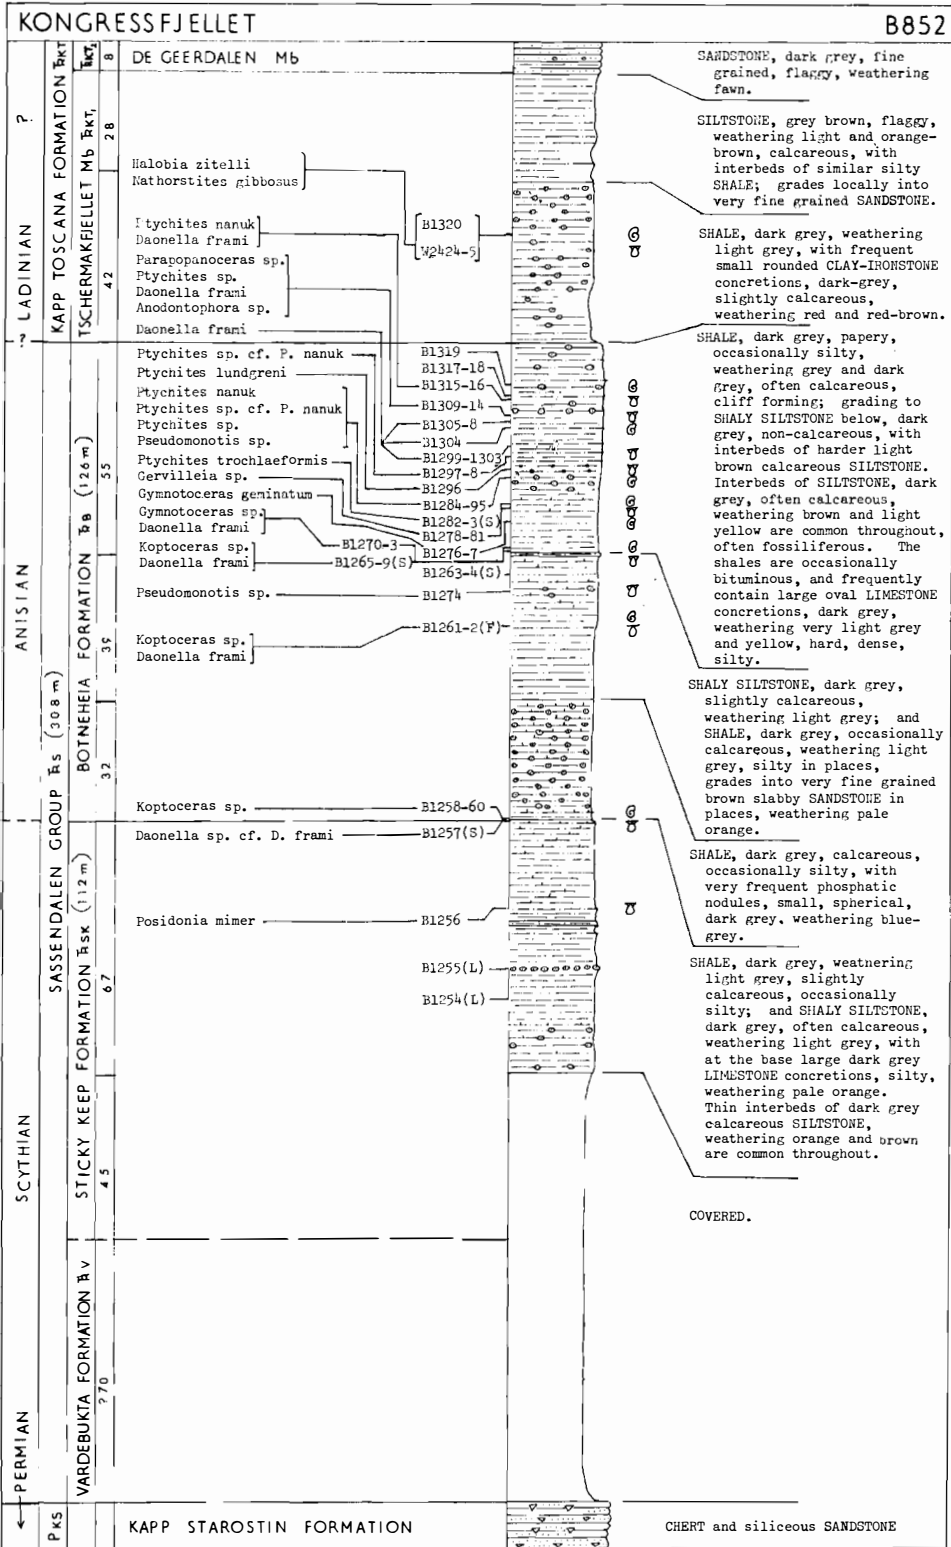 KONGRESSFJELLET
B852
?
LADINIAN
?
ANISIAN
SCYTHIAN
PERMIAN
KAPP TOSCANA FORMATION ŦKT
SASSENDALEN GROUP Ŧs (308m)
PKS
ŦKT₂
TSCHERMAKFJELLET Mb ŦKT₁
BOTNEHEIA FORMATION ŦB (126m)
STICKY KEEP FORMATION ŦSK (112m)
VARDEBUKTA FORMATION ŦV
8
28
42
55
39
32
67
45
?70
DE GEERDALEN Mb
Halobia zitelli
Nathorstites gibbosus
Ptychites nanuk
Daonella frami
Parapopanoceras sp.
Ptychites sp.
Daonella frami
Anodontophora sp.
Daonella frami
Ptychites sp. cf. P. nanuk
Ptychites lundgreni
Ptychites nanuk
Ptychites sp. cf. P. nanuk
Ptychites sp.
Pseudomonotis sp.
Ptychites trochlaeformis
Gervilleia sp.
Gymnotoceras geminatum
Gymnotoceras sp.
Daonella frami
Koptoceras sp.
Daonella frami
Pseudomonotis sp.
Koptoceras sp.
Daonella frami
Koptoceras sp.
Daonella sp. cf. D. frami
Posidonia mimer
B1320
W2424-5
B1319
B1317-18
B1315-16
B1309-14
B1305-8
B1304
B1299-1303
B1297-8
B1296
B1284-95
B1282-3(S)
B1278-81
B1276-7
B1270-3
B1265-9(S)
B1263-4(S)
B1274
B1261-2(F)
B1258-60
B1257(S)
B1256
B1255(L)
B1254(L)
SANDSTONE, dark grey, fine
grained, flaggy, weathering
fawn.
SILTSTONE, grey brown, flaggy,
weathering light and orange-
brown, calcareous, with
interbeds of similar silty
SHALE; grades locally into
very fine grained SANDSTONE.
SHALE, dark grey, weathering
light grey, with frequent
small rounded CLAY-IRONSTONE
concretions, dark-grey,
slightly calcareous,
weathering red and red-brown.
SHALE, dark grey, papery,
occasionally silty,
weathering grey and dark
grey, often calcareous,
cliff forming; grading to
SHALY SILTSTONE below, dark
grey, non-calcareous, with
interbeds of harder light
brown calcareous SILTSTONE.
Interbeds of SILTSTONE, dark
grey, often calcareous,
weathering brown and light
yellow are common throughout,
often fossiliferous. The
shales are occasionally
bituminous, and frequently
contain large oval LIMESTONE
concretions, dark grey,
weathering very light grey
and yellow, hard, dense,
silty.
SHALY SILTSTONE, dark grey,
slightly calcareous,
weathering light grey; and
SHALE, dark grey, occasionally
calcareous, weathering light
grey, silty in places,
grades into very fine grained
brown slabby SANDSTONE in
places, weathering pale
orange.
SHALE, dark grey, calcareous,
occasionally silty, with
very frequent phosphatic
nodules, small, spherical,
dark grey. weathering blue-
grey.
SHALE, dark grey, weathering
light grey, slightly
calcareous, occasionally
silty; and SHALY SILTSTONE,
dark grey, often calcareous,
weathering light grey, with
at the base large dark grey
LIMESTONE concretions, silty,
weathering pale orange.
Thin interbeds of dark grey
calcareous SILTSTONE,
weathering orange and brown
are common throughout.
COVERED.
KAPP STAROSTIN FORMATION
CHERT and siliceous SANDSTONE